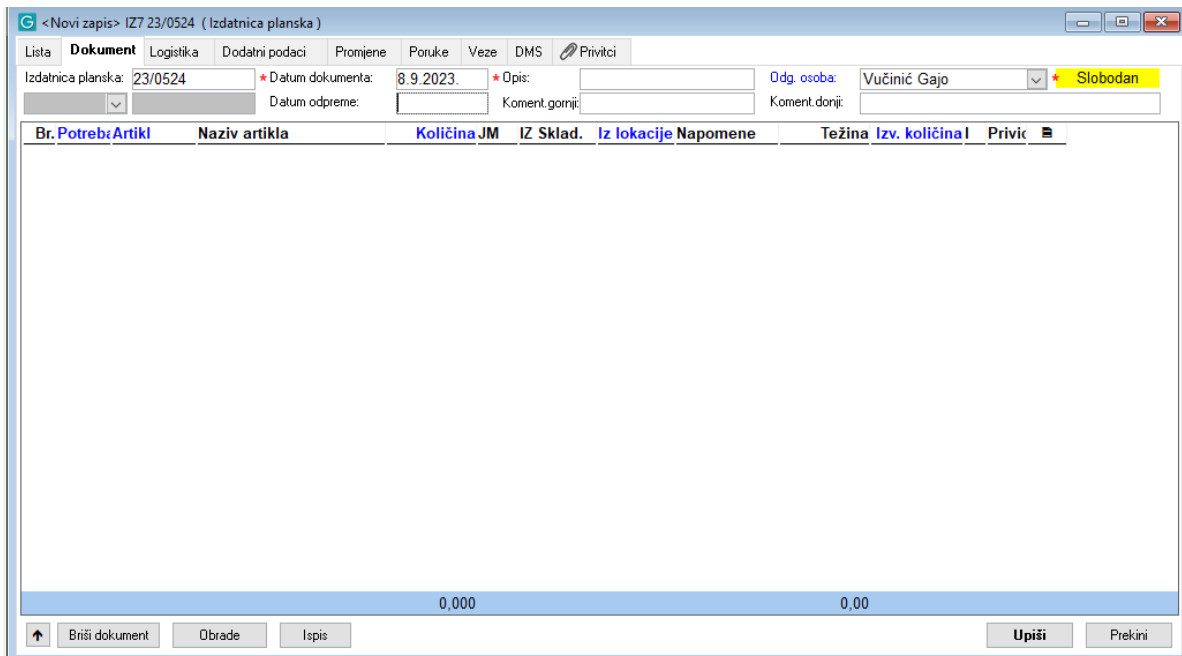 G <Novi zapis> IZ7 23/0524 ( Izdatnica planska )
Lista Dokument Logistika Dodatni podaci Promjene Poruke Veze DMS Privitci
Izdatnica planska: 23/0524 * Datum dokumenta: 8.9.2023. * Opis: Odg. osoba: Vučinić Gajo * Slobodan
Datum odpreme: Koment.gornji: Koment.donji:
Br. Potreba Artikl Naziv artikla Količina JM IZ Sklad. Iz lokacije Napomene Težina Izv. količina I Privic
0,000 0,00
Briši dokument Obrade Ispis Upiši Prekini